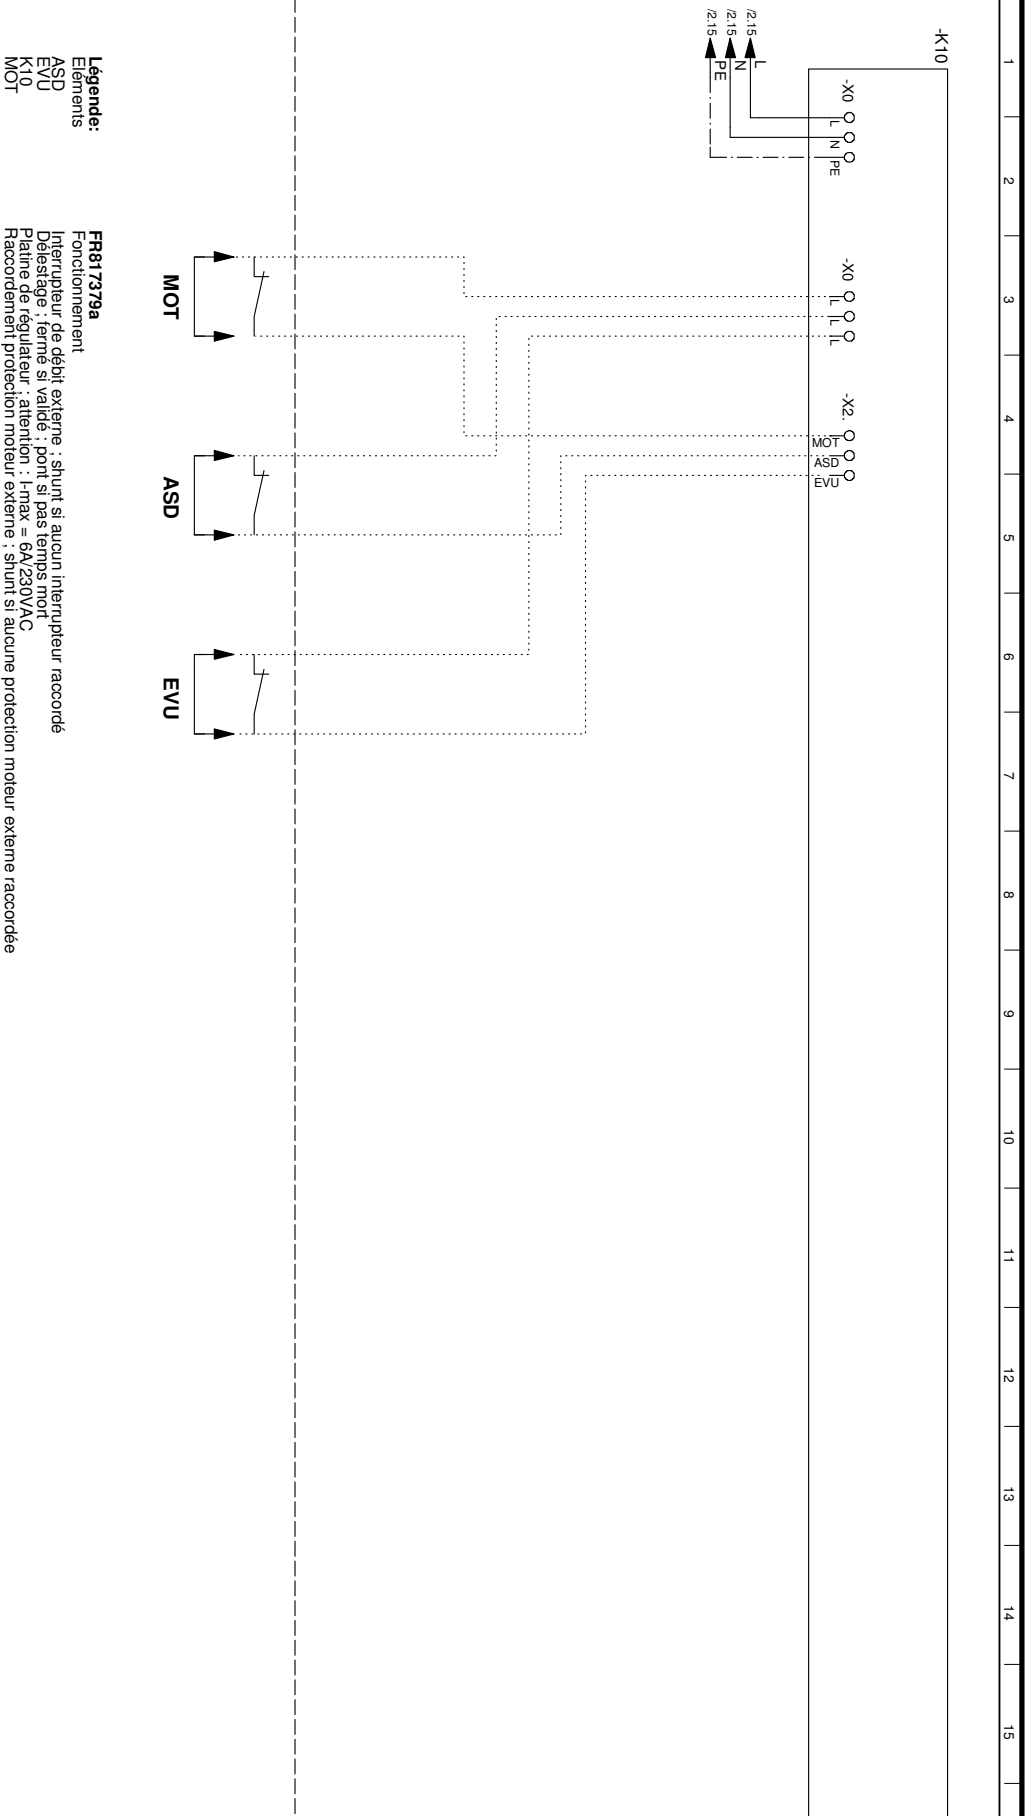 1 2 3 4 5 6 7 8 9 10 11 12 13 14 15
-K10
-X0 -X0 -X2.
L N PE L L L MOT ASD EVU
/2.15 L
/2.15 N
/2.15 PE
MOT ASD EVU
Légende: FR817379a
Eléments Fonctionnement
ASD Interrupteur de débit externe ; shunt si aucun interrupteur raccordé
EVU Délestage ; fermé si validé ; pont si pas temps mort
K10 Platine de régulateur ; attention : I-max = 6A/230VAC
MOT Raccordement protection moteur externe ; shunt si aucune protection moteur externe raccordée